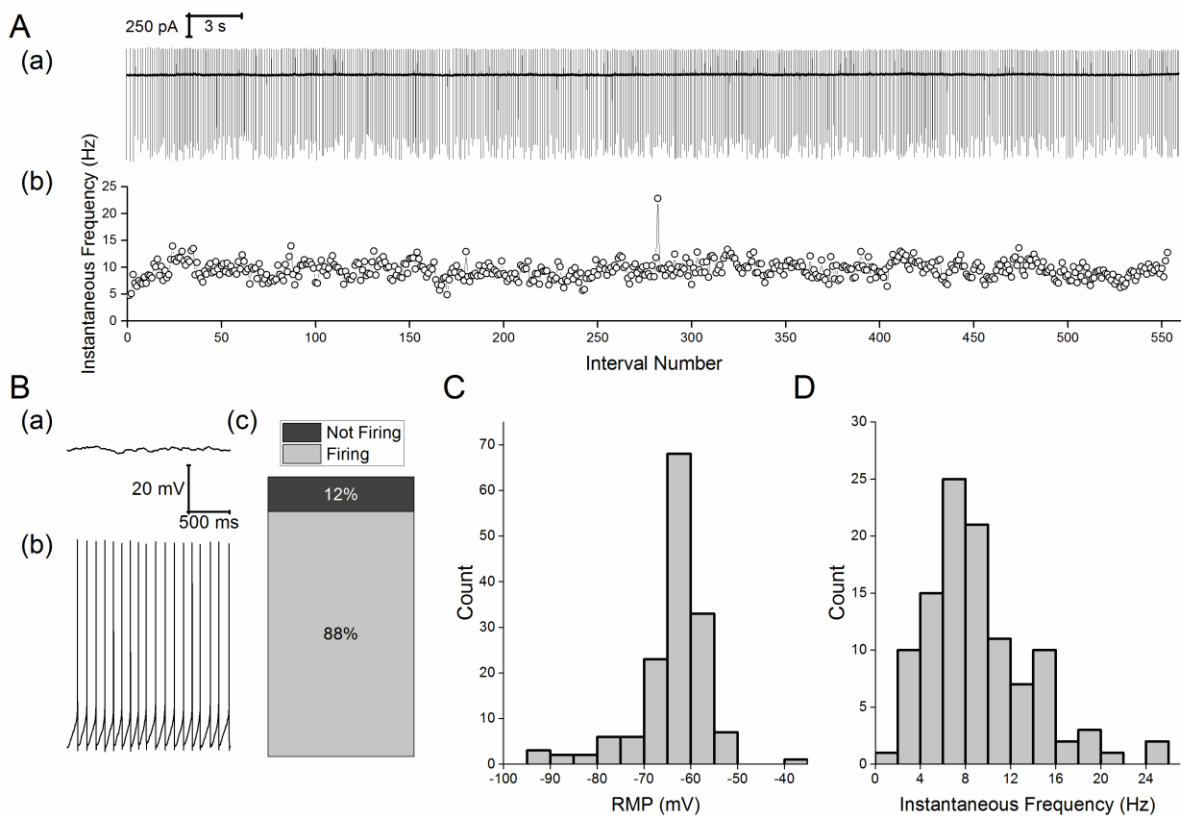 A
250 pA
3 s
(a)
(b)
Instantaneous Frequency (Hz)
25
20
15
10
5
0
0 50 100 150 200 250 300 350 400 450 500 550
Interval Number
B
(a)
20 mV
500 ms
(b)
(c)
Not Firing
Firing
12%
88%
C
Count
70
60
50
40
30
20
10
0
-100 -90 -80 -70 -60 -50 -40
RMP (mV)
D
Count
30
25
20
15
10
5
0
0 4 8 12 16 20 24
Instantaneous Frequency (Hz)